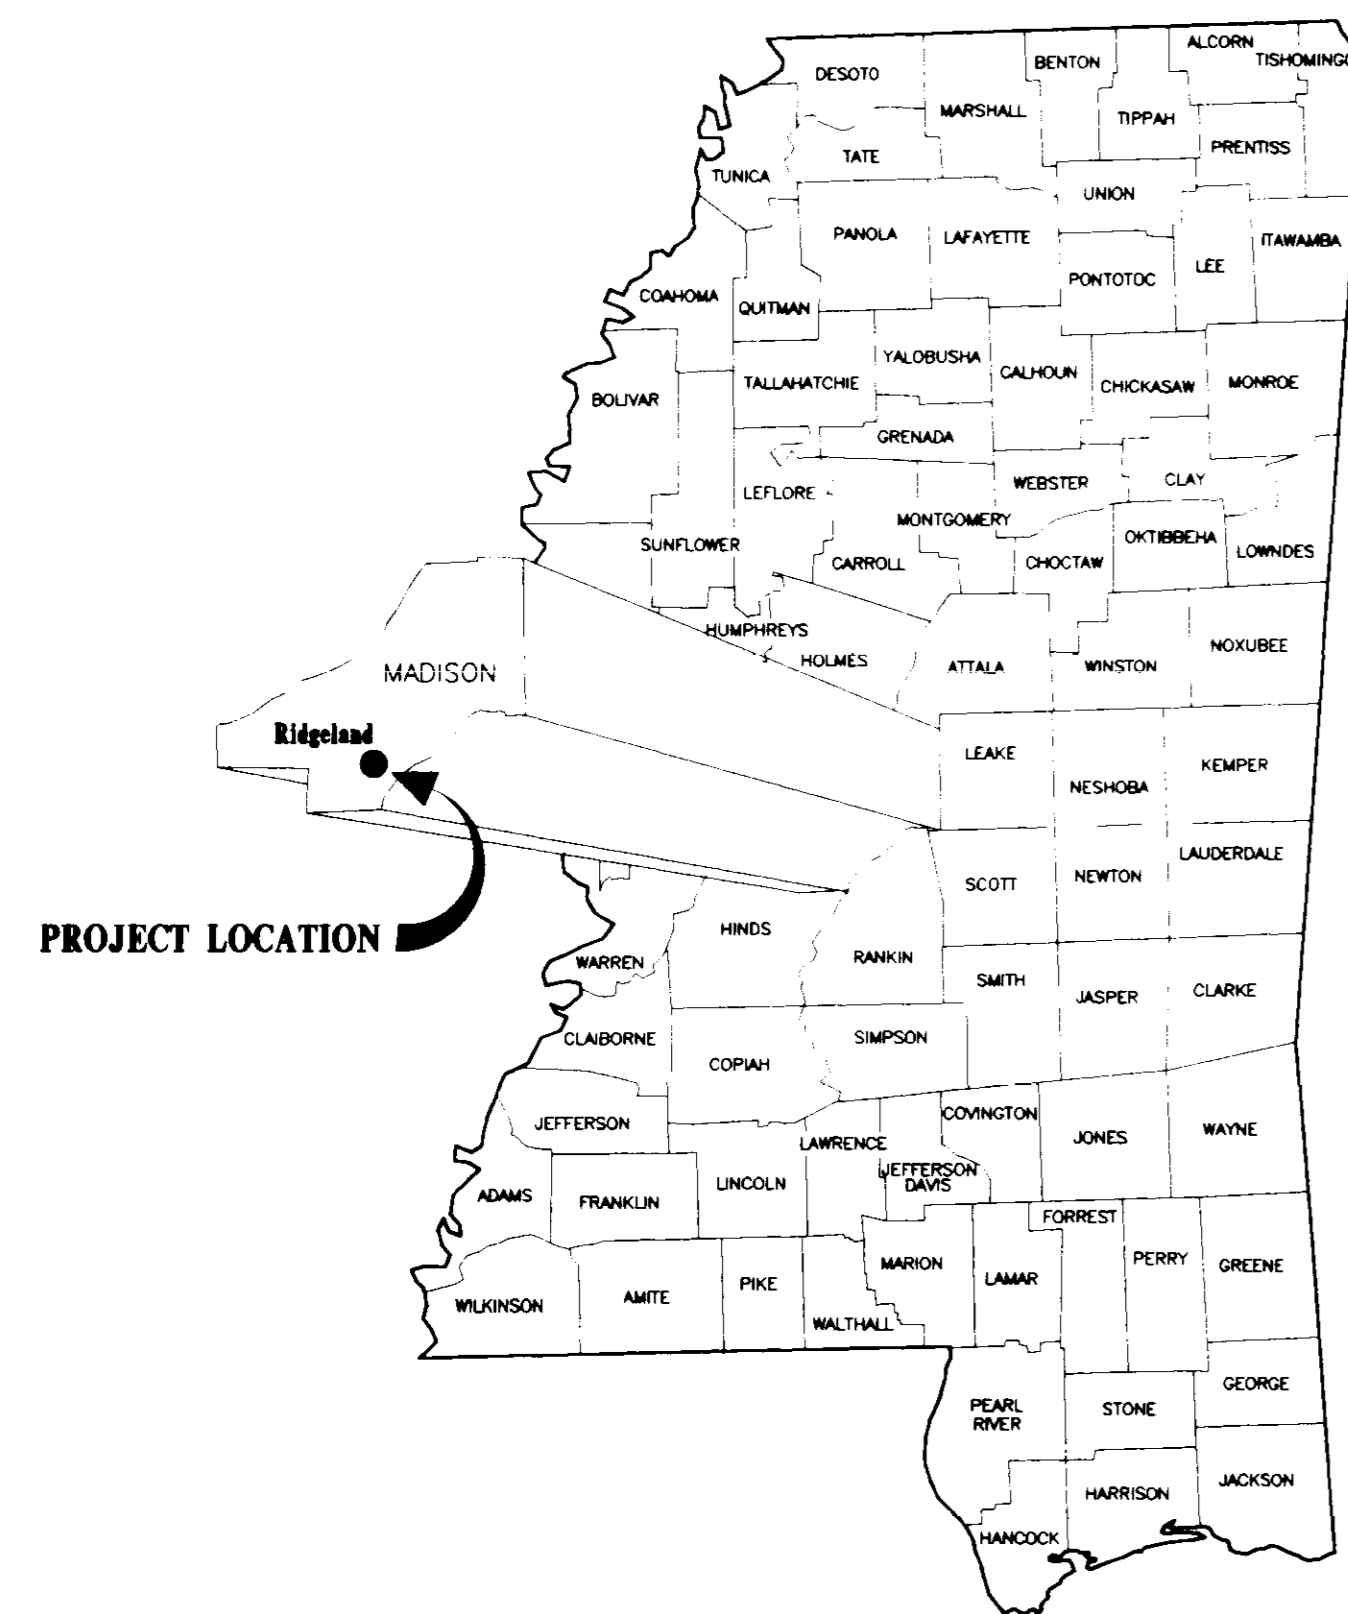 ALCORN
TISHOMINGO
BENTON
DESOTO
MARSHALL
TIPPAH
PRENTISS
TATE
TUNICA
UNION
PANOLA
LAFAYETTE
ITAWAMBA
LEE
PONTOTOC
COAHOMA
QUITMAN
YALOBUSHA
CALHOUN
TALLAHATCHIE
CHICKASAW
MONROE
BOLIVAR
GRENADA
WEBSTER
CLAY
LEFLORE
MONTGOMERY
OKTIBBEHA
SUNFLOWER
LOWNDES
CARROLL
CHOCTAW
HUMPHREYS
NOXUBEE
HOLMES
ATTALA
WINSTON
MADISON
Ridgeland
LEAKE
KEMPER
NESHOBA
LAUDERDALE
SCOTT
NEWTON
PROJECT LOCATION
HINDS
WARREN
RANKIN
SMITH
JASPER
CLARKE
CLAIBORNE
SIMPSON
COPIAH
COVINGTON
JEFFERSON
LAWRENCE
JONES
WAYNE
JEFFERSON
DAVIS
LINCOLN
ADAMS
FRANKLIN
FORREST
PERRY
GREENE
MARION
LAMAR
PIKE
AMITE
WILKINSON
WALTHALL
GEORGE
PEARL
RIVER
STONE
JACKSON
HARRISON
HANCOCK